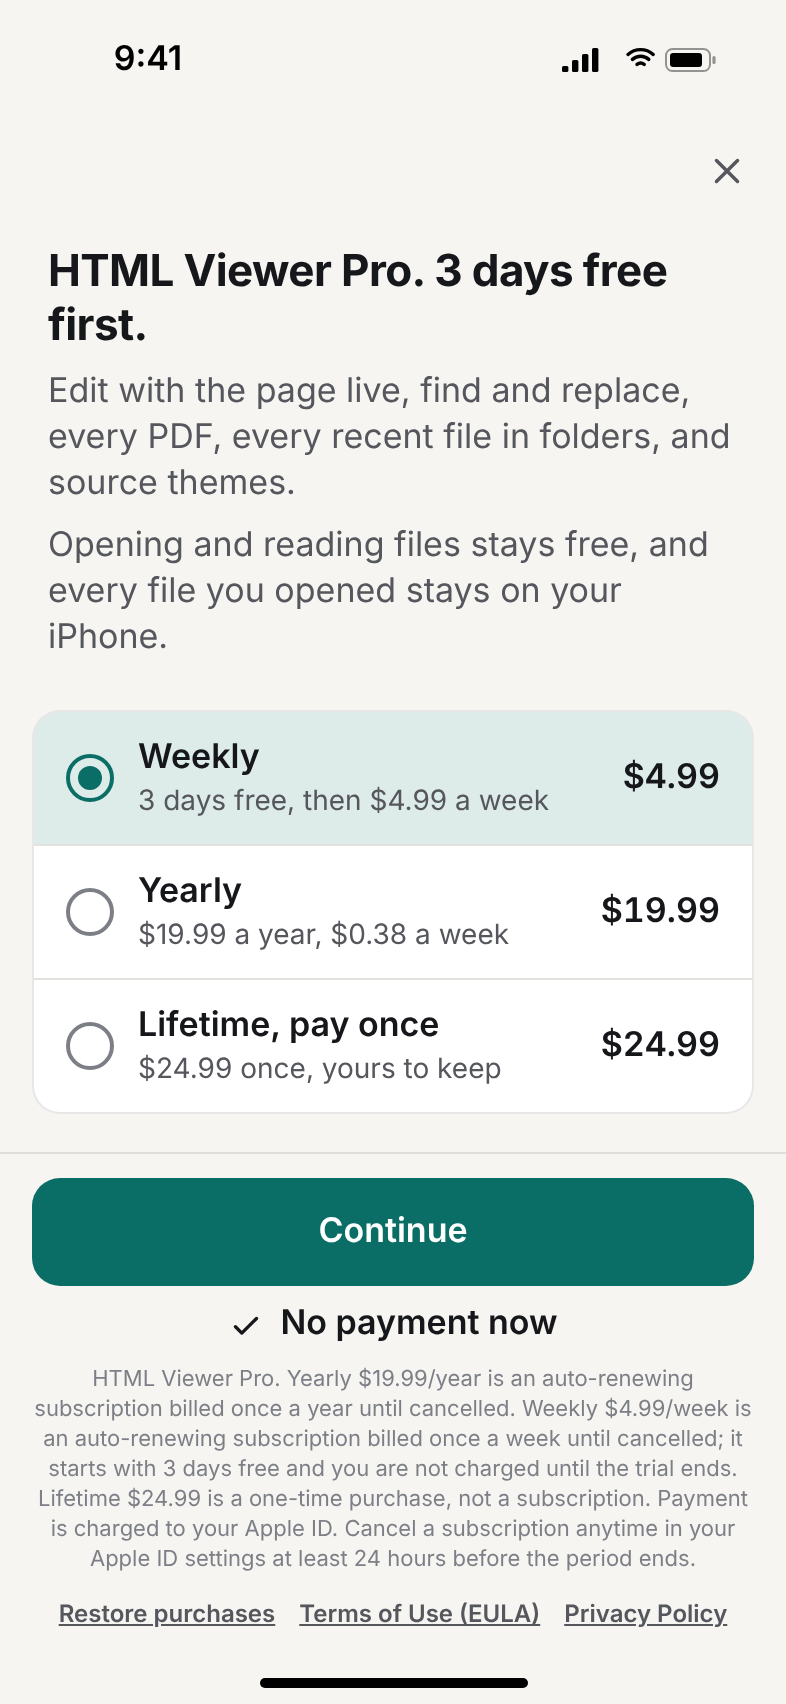 9:41
HTML Viewer Pro. 3 days free
first.
Edit with the page live, find and replace,
every PDF, every recent file in folders, and
source themes.
Opening and reading files stays free, and
every file you opened stays on your
iPhone.
Weekly
3 days free, then $4.99 a week
$4.99
Yearly
$19.99 a year, $0.38 a week
$19.99
Lifetime, pay once
$24.99 once, yours to keep
$24.99
Continue
No payment now
HTML Viewer Pro. Yearly $19.99/year is an auto-renewing
subscription billed once a year until cancelled. Weekly $4.99/week is
an auto-renewing subscription billed once a week until cancelled; it
starts with 3 days free and you are not charged until the trial ends.
Lifetime $24.99 is a one-time purchase, not a subscription. Payment
is charged to your Apple ID. Cancel a subscription anytime in your
Apple ID settings at least 24 hours before the period ends.
Restore purchases Terms of Use (EULA) Privacy Policy